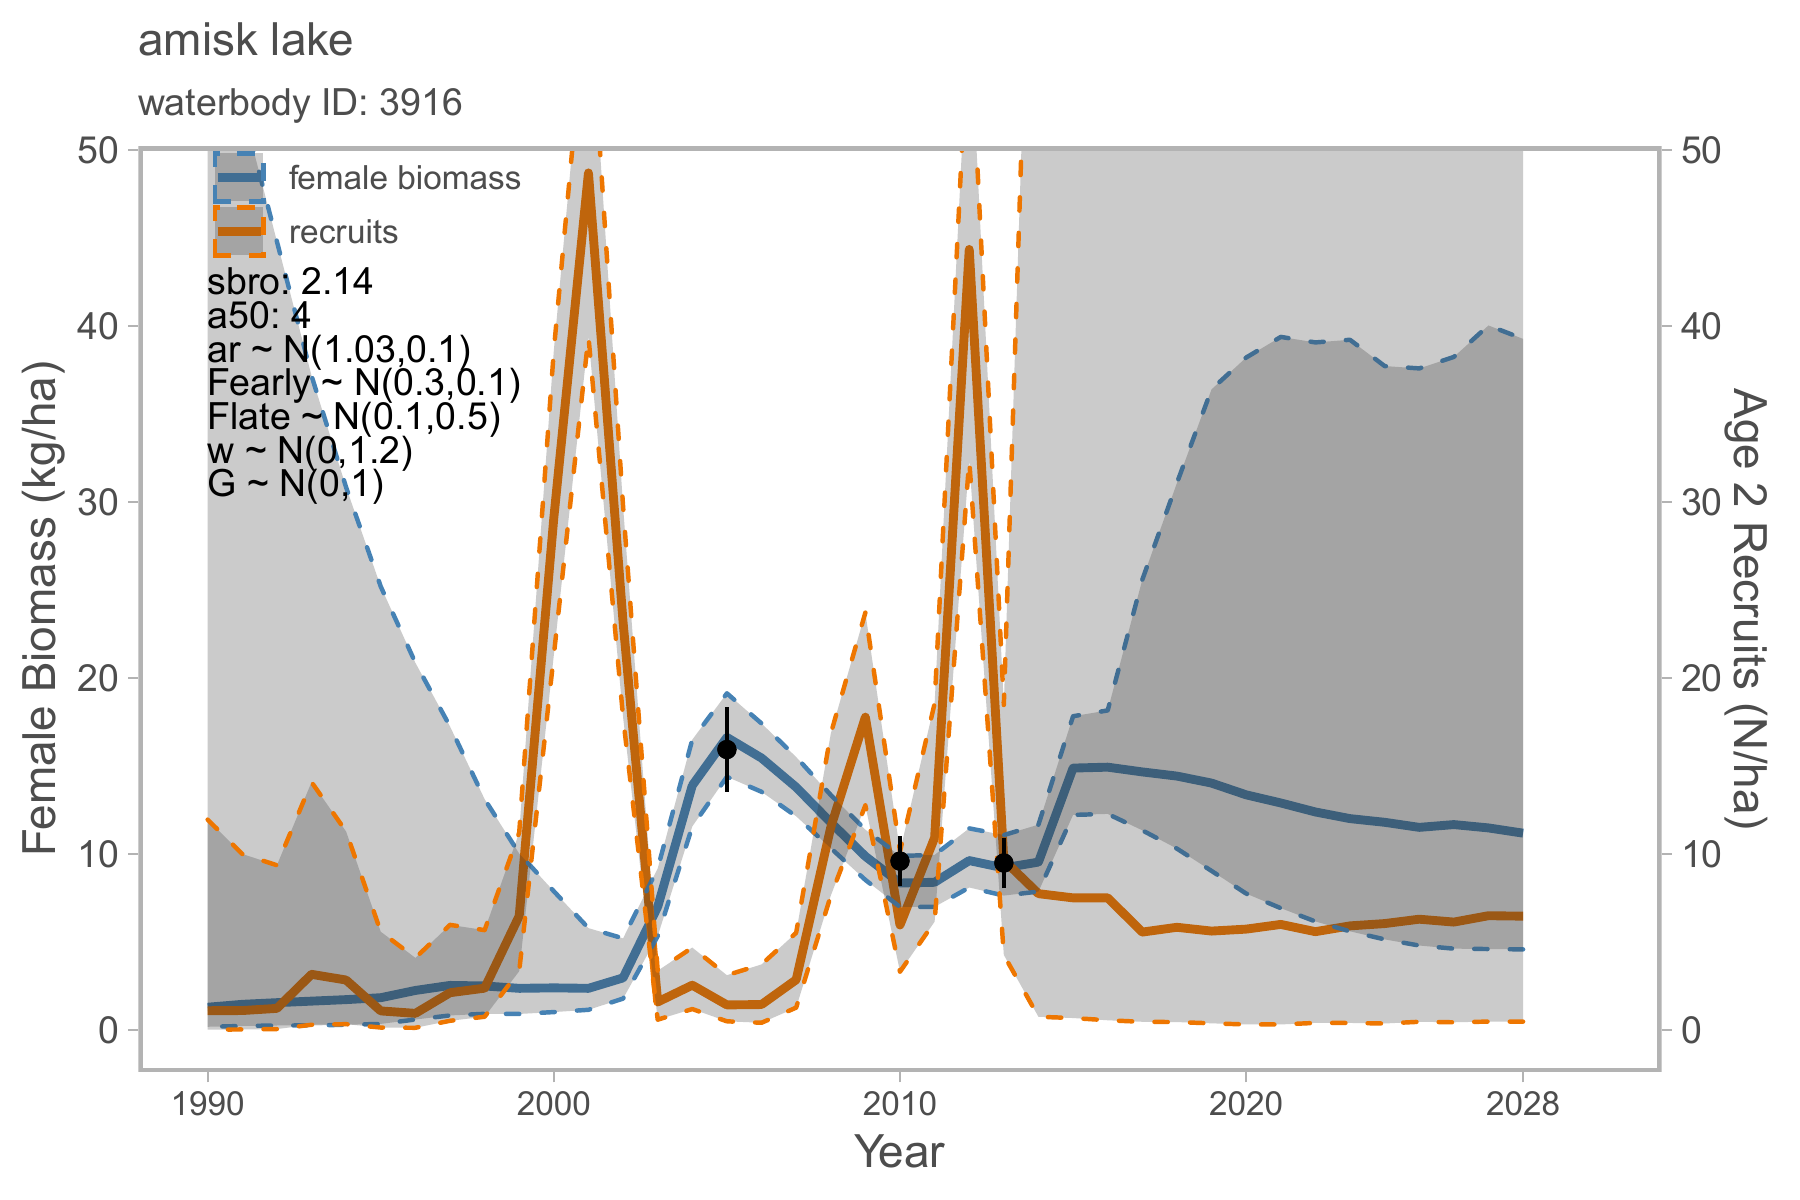 amisk lake
waterbody ID: 3916
female biomass
recruits
sbro: 2.14
a50: 4
ar ~ N(1.03,0.1)
Fearly ~ N(0.3,0.1)
Flate ~ N(0.1,0.5)
w ~ N(0,1.2)
G ~ N(0,1)
Female Biomass (kg/ha)
50
40
30
20
10
0
Age 2 Recruits (N/ha)
50
40
30
20
10
0
1990
2000
2010
2020
2028
Year